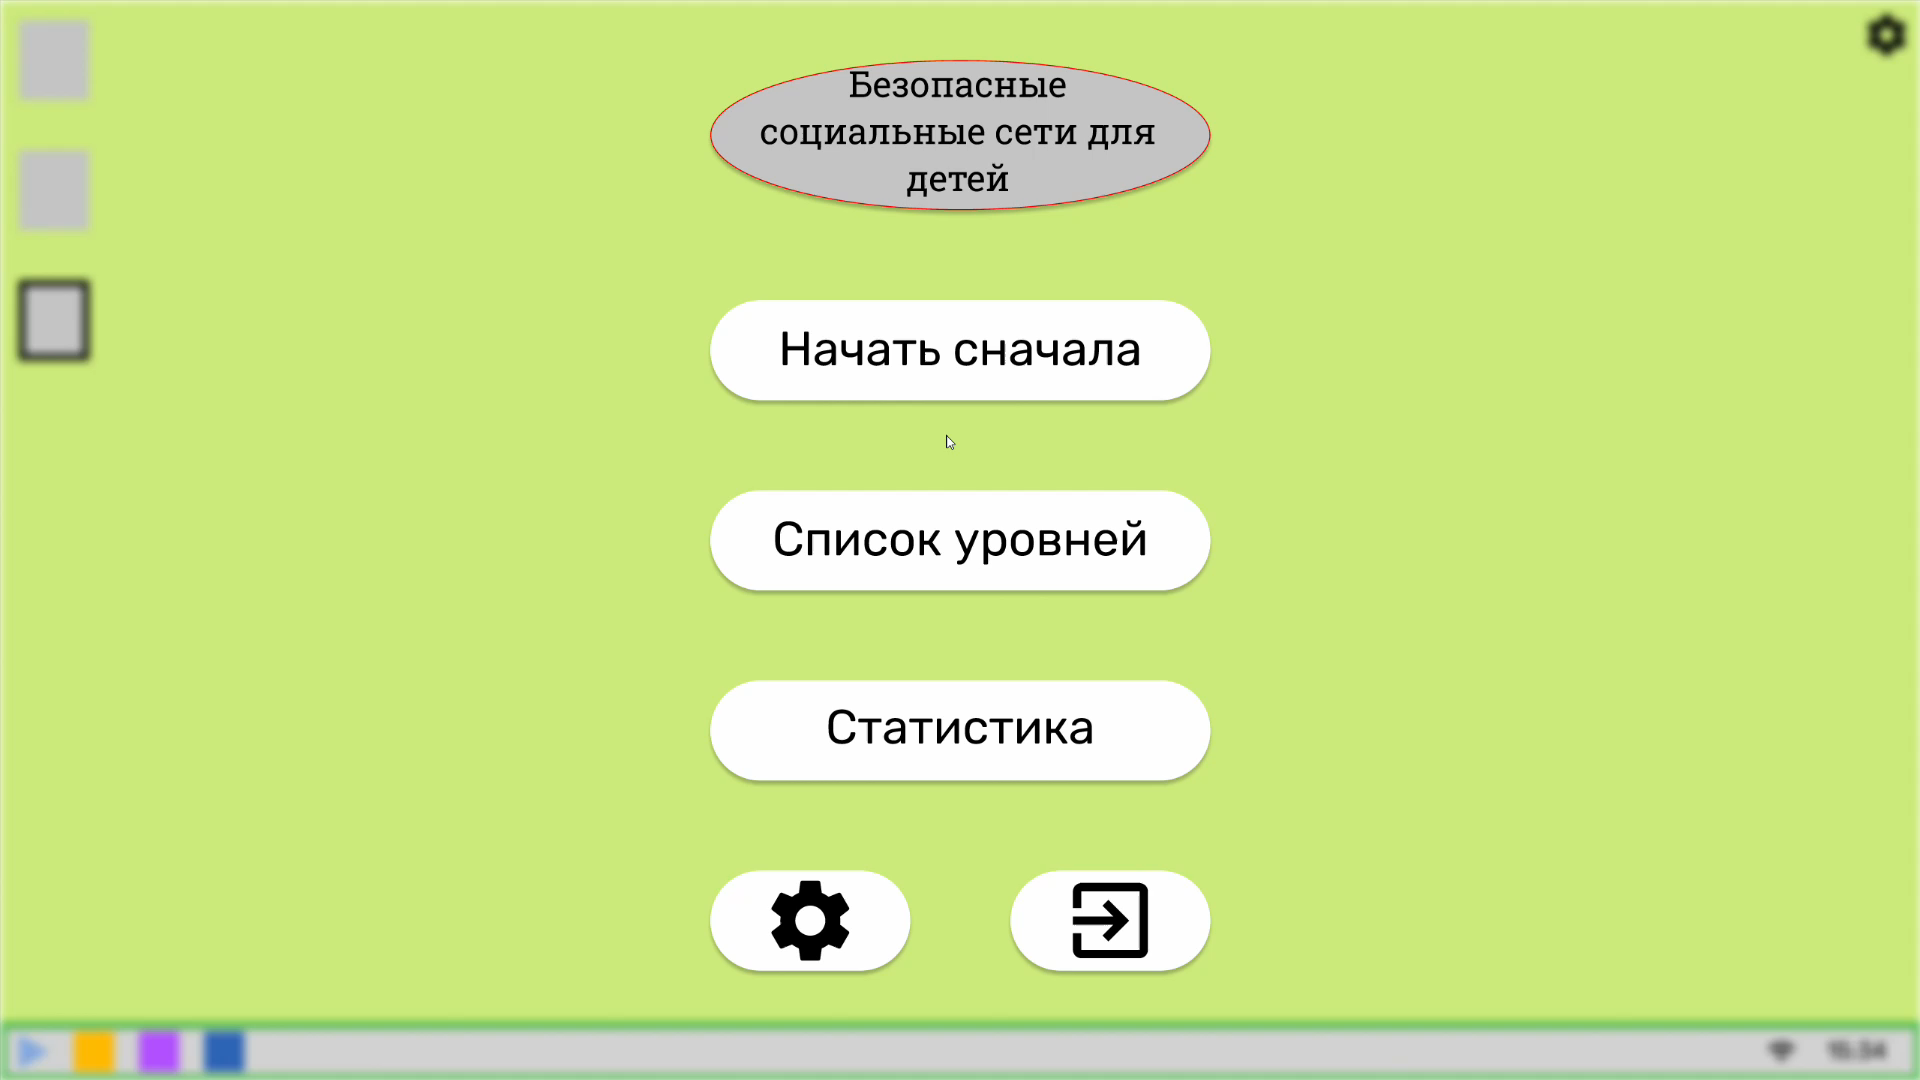 Безопасные
социальные сети для
детей
Начать сначала
Список уровней
Статистика